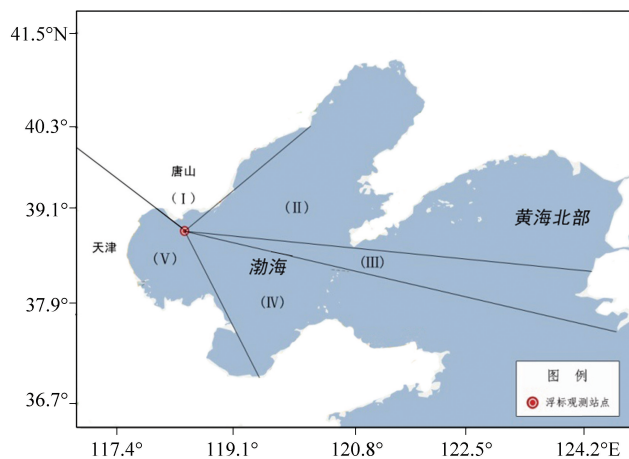 41.5°N
40.3°
39.1°
37.9°
36.7°
唐山
(Ⅰ)
(Ⅱ)
黄海北部
天津
(Ⅴ)
渤海
(Ⅲ)
(Ⅳ)
图 例
浮标观测站点
117.4°
119.1°
120.8°
122.5°
124.2°E